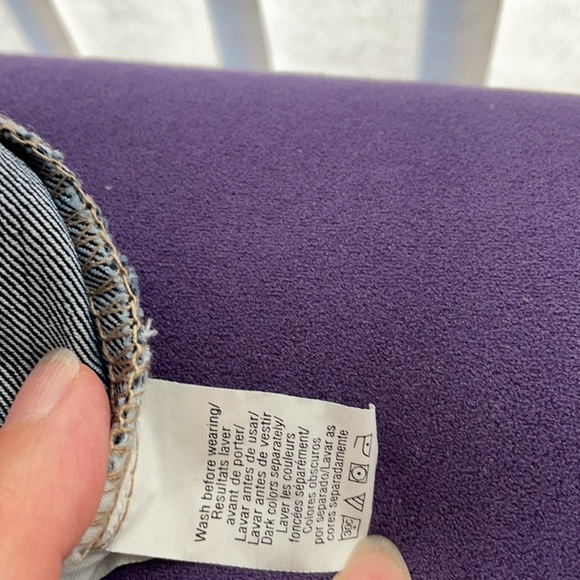 Wash before wearing/
Resultats laver
avant de porter/
Lavar antes de usar/
Lavar antes de vestir
Dark colors separately/
Laver les couleurs
foncées séparément/
Colores obscuros
por separado/Lavar as
cores separadamente